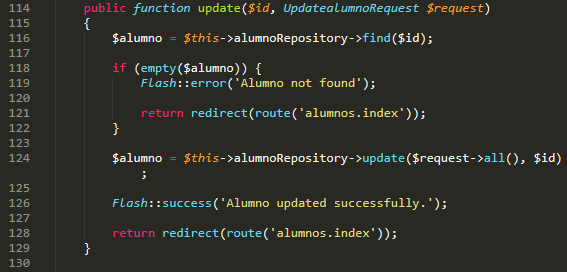 114 public function update($id, UpdatealumnoRequest $request)
115 {
116 $alumno = $this->alumnoRepository->find($id);
117
118 if (empty($alumno)) {
119 Flash::error('Alumno not found');
120
121 return redirect(route('alumnos.index'));
122 }
123
124 $alumno = $this->alumnoRepository->update($request->all(), $id)
;
125
126 Flash::success('Alumno updated successfully.');
127
128 return redirect(route('alumnos.index'));
129 }
130